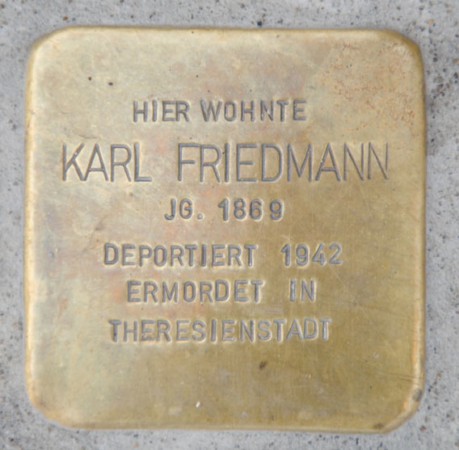 HIER WOHNTE
KARL FRIEDMANN
JG. 1869
DEPORTIERT 1942
ERMORDET IN
THERESIENSTADT